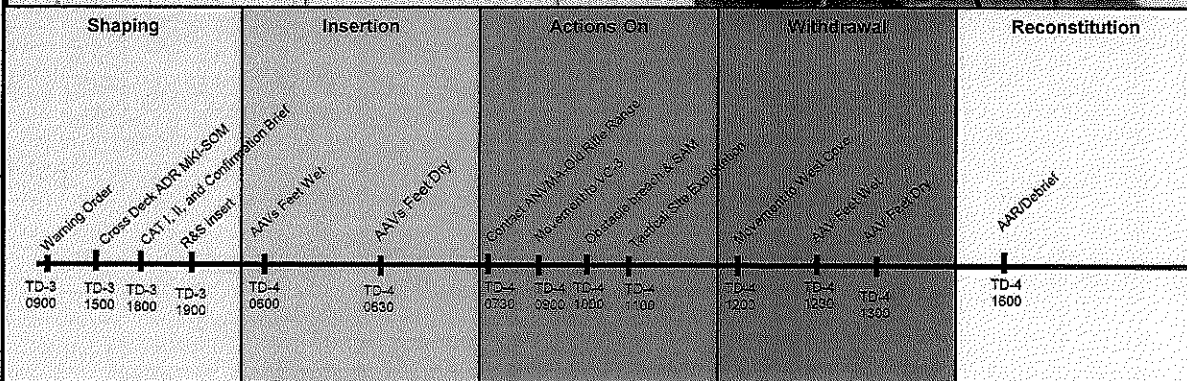 Shaping
Insertion
Actions On
Withdrawal
Reconstitution
Warning Order
Cross Deck ADR MKI-SOM
CAT I, II, and Confirmation Brief
R&S insert
AAVs Feet Wet
AAVs Feet Dry
Contact ANVMA-Old Rifle Range
Movement to VC-3
Obstacle breach & SAM
Tactical Site Exploitation
Movement to West Cove
AAV Feet Wet
AAV Feet Dry
AAR/Debrief
TD-3
0900
TD-3
1500
TD-3
1800
TD-3
1900
TD-4
0600
TD-4
0630
TD-4
0730
TD-4
0900
TD-4
1000
TD-4
1100
TD-4
1200
TD-4
1230
TD-4
1300
TD-4
1600